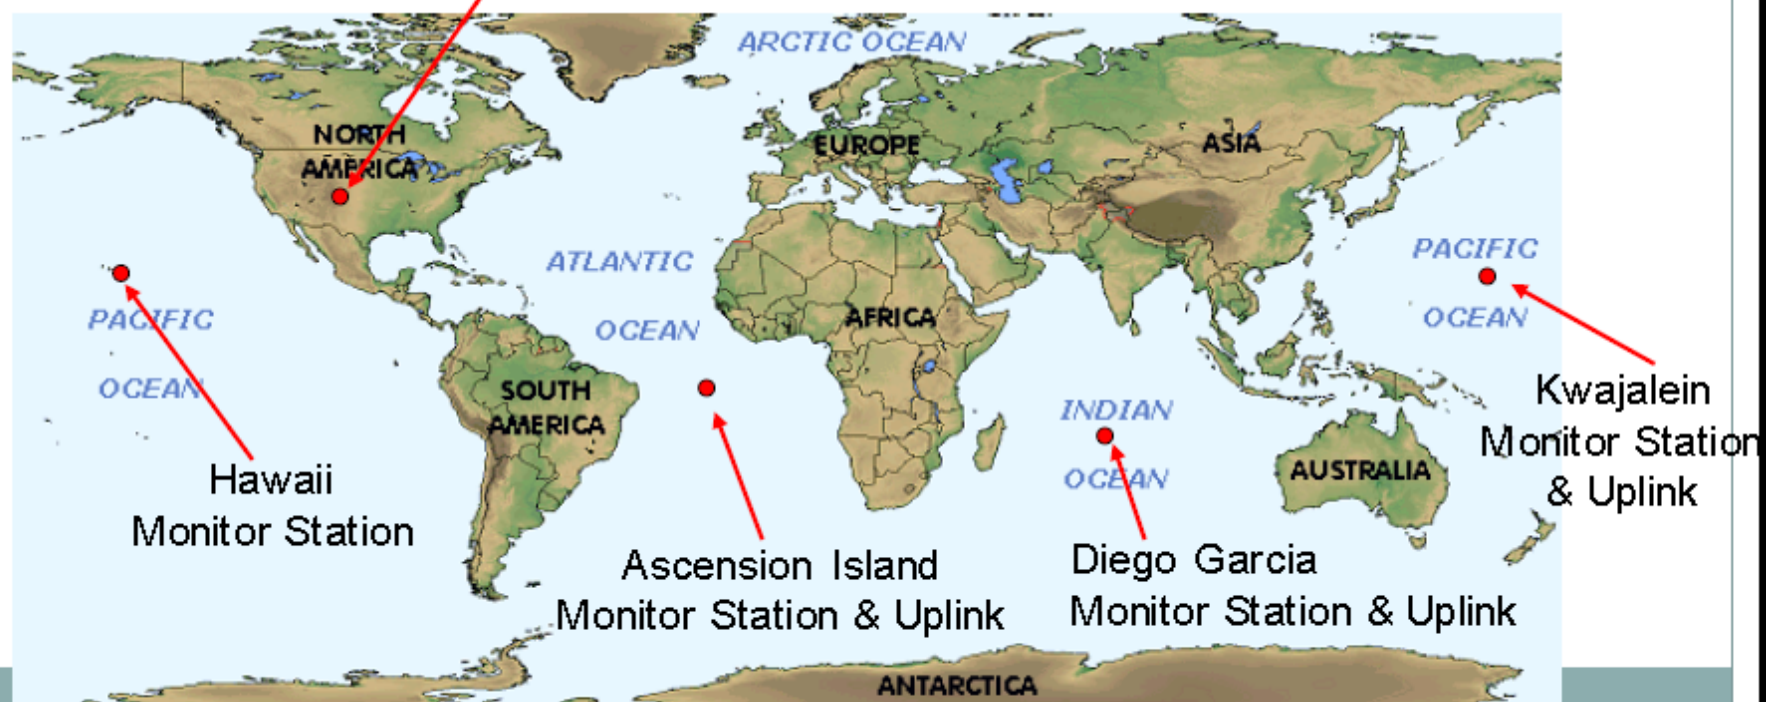 ARCTIC OCEAN
NORTH
AMERICA
EUROPE
ASIA
ATLANTIC
OCEAN
PACIFIC
OCEAN
PACIFIC
OCEAN
AFRICA
SOUTH
AMERICA
INDIAN
OCEAN
AUSTRALIA
Kwajalein
Monitor Station
& Uplink
Hawaii
Monitor Station
Ascension Island
Monitor Station & Uplink
Diego Garcia
Monitor Station & Uplink
ANTARCTICA